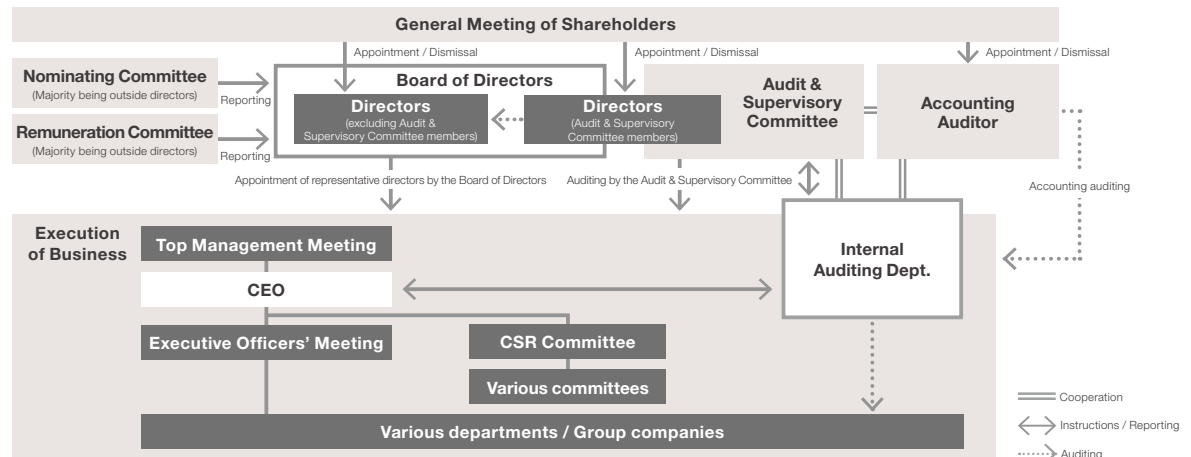 General Meeting of Shareholders
Appointment / Dismissal
Appointment / Dismissal
Appointment / Dismissal
Nominating Committee
(Majority being outside directors)
Reporting
Remuneration Committee
(Majority being outside directors)
Reporting
Board of Directors
Directors
(excluding Audit &
Supervisory Committee members)
Directors
(Audit & Supervisory
Committee members)
Audit &
Supervisory
Committee
Accounting
Auditor
Appointment of representative directors by the Board of Directors
Auditing by the Audit & Supervisory Committee
Accounting auditing
Execution
of Business
Top Management Meeting
CEO
Internal
Auditing Dept.
Executive Officers’ Meeting
CSR Committee
Various committees
Various departments / Group companies
Cooperation
Instructions / Reporting
Auditing